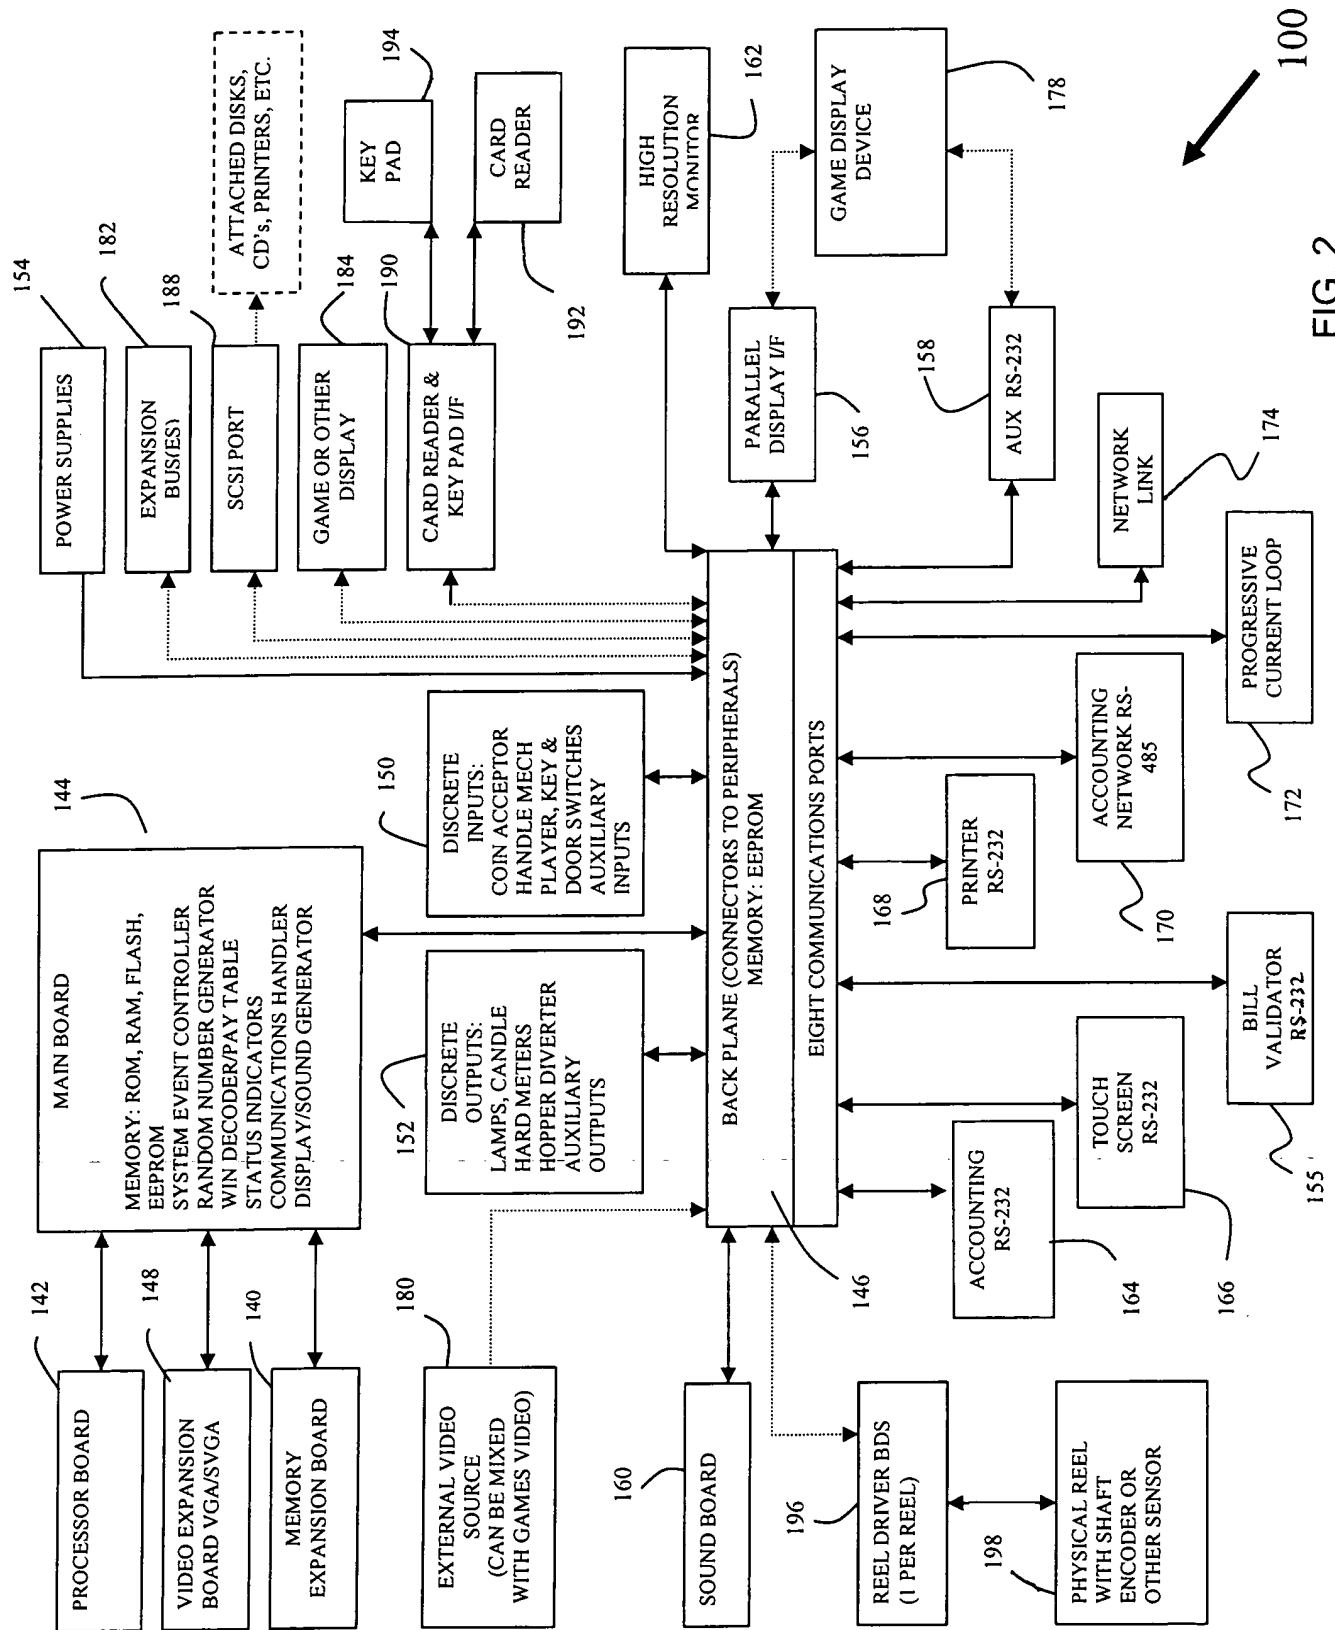 MAIN BOARD
MEMORY: ROM, RAM, FLASH,
EEPROM
SYSTEM EVENT CONTROLLER
RANDOM NUMBER GENERATOR
WIN DECODER/PAY TABLE
STATUS INDICATORS
COMMUNICATIONS HANDLER
DISPLAY/SOUND GENERATOR
144
PROCESSOR BOARD
142
VIDEO EXPANSION
BOARD VGA/SVGA
148
MEMORY
EXPANSION BOARD
140
EXTERNAL VIDEO
SOURCE
(CAN BE MIXED
WITH GAMES VIDEO)
180
SOUND BOARD
160
REEL DRIVER BDS
(1 PER REEL)
196
PHYSICAL REEL
WITH SHAFT
ENCODER OR
OTHER SENSOR
198
DISCRETE
OUTPUTS:
LAMPS, CANDLE
HARD METERS
HOPPER DIVERTER
AUXILIARY
OUTPUTS
152
DISCRETE
INPUTS:
COIN ACCEPTOR
HANDLE MECH
PLAYER, KEY &
DOOR SWITCHES
AUXILIARY
INPUTS
150
POWER SUPPLIES
154
EXPANSION
BUS(ES)
182
SCSI PORT
188
ATTACHED DISKS,
CD's, PRINTERS, ETC.
GAME OR OTHER
DISPLAY
184
CARD READER &
KEY PAD I/F
190
KEY
PAD
194
CARD
READER
192
BACK PLANE (CONNECTORS TO PERIPHERALS)
MEMORY: EEPROM
146
EIGHT COMMUNICATIONS PORTS
HIGH
RESOLUTION
MONITOR
162
PARALLEL
DISPLAY I/F
156
GAME DISPLAY
DEVICE
178
AUX RS-232
158
NETWORK
LINK
174
PROGRESSIVE
CURRENT LOOP
172
ACCOUNTING
NETWORK RS-
485
170
PRINTER
RS-232
168
BILL
VALIDATOR
RS-232
155
TOUCH
SCREEN
RS-232
166
ACCOUNTING
RS-232
164
100
FIG. 2